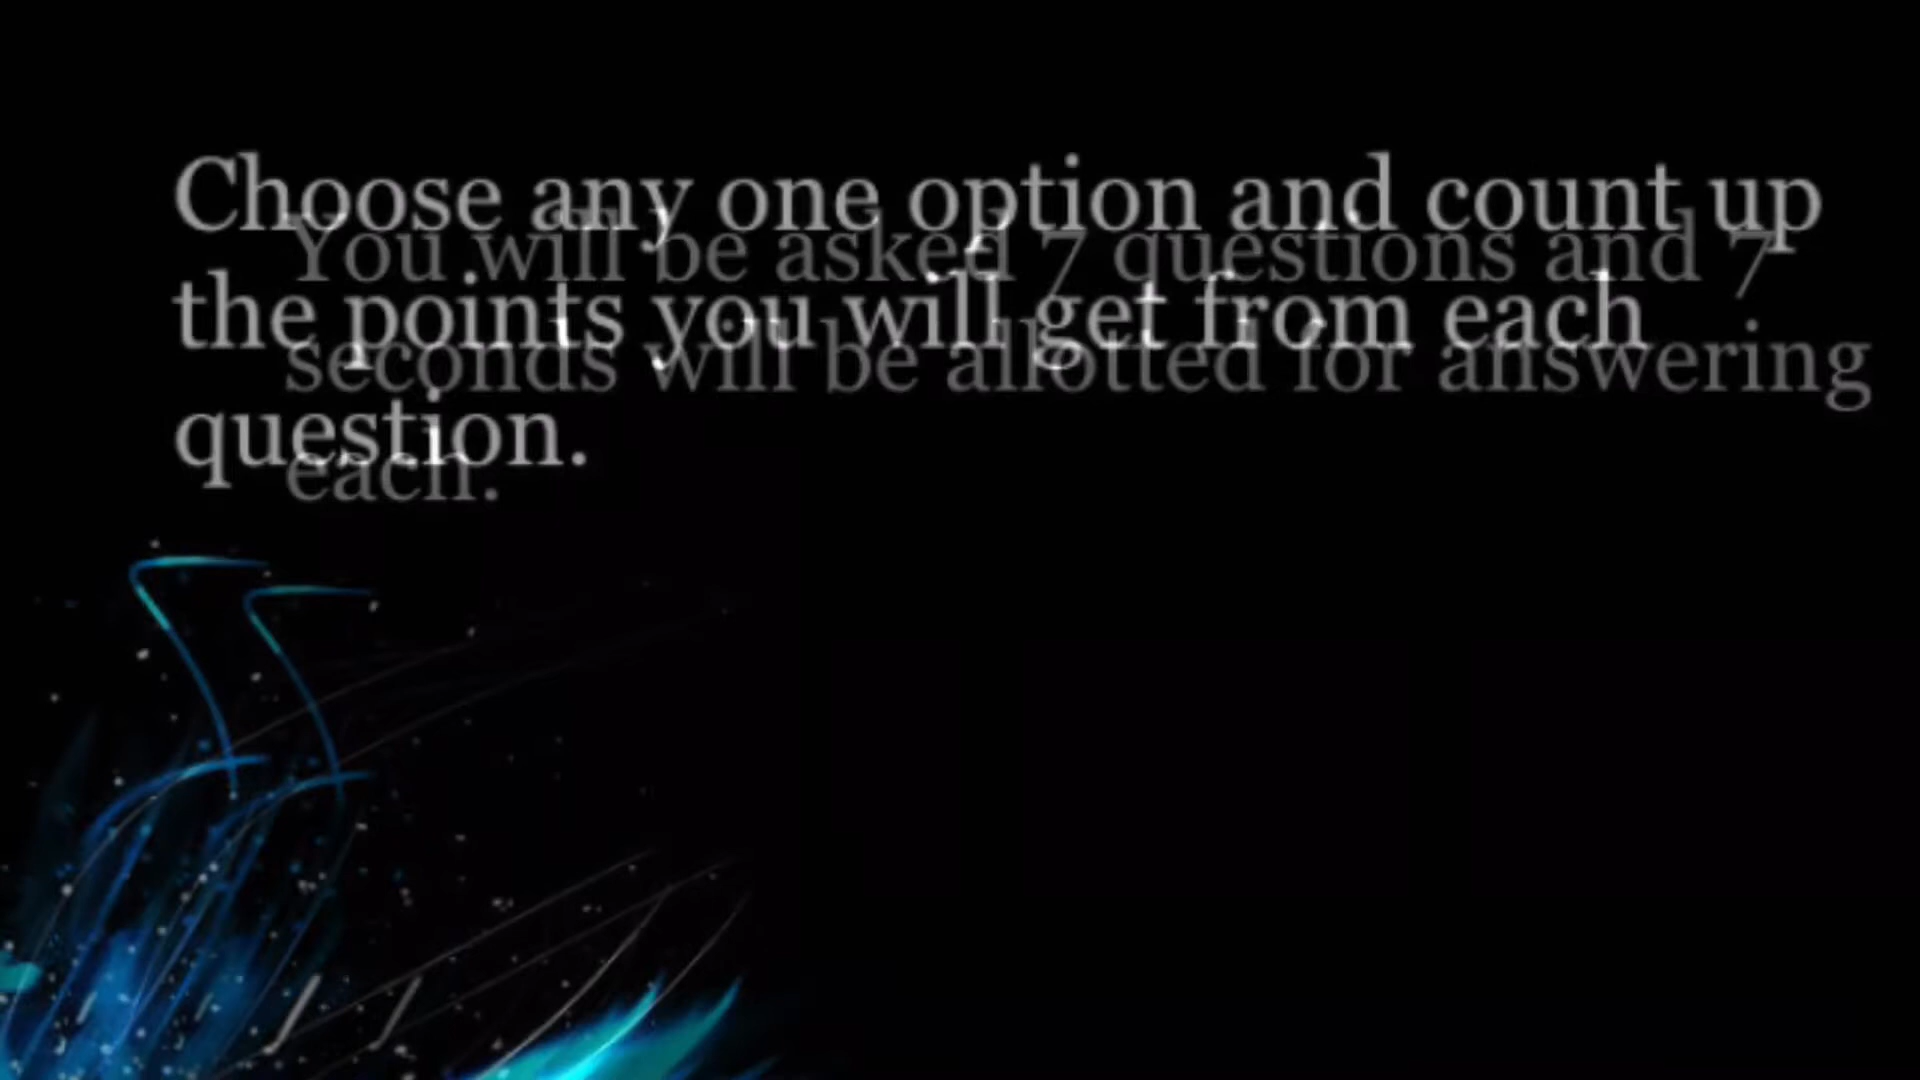 Choose any one option and count up
the points you will get from each
question.
You will be asked 7 questions and 7
seconds will be allotted for answering
each.